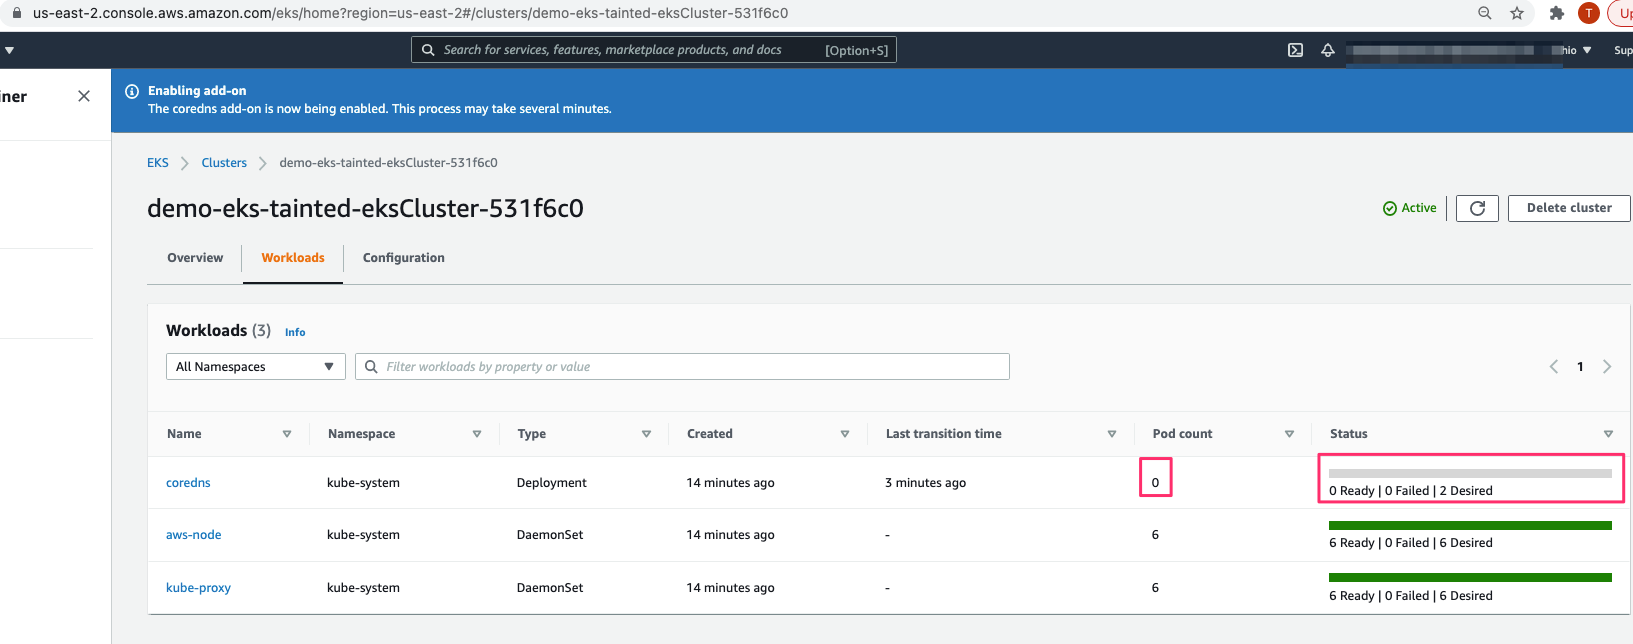 us-east-2.console.aws.amazon.com/eks/home?region=us-east-2#/clusters/demo-eks-tainted-eksCluster-531f6c0
T
Search for services, features, marketplace products, and docs [Option+S]
iner
Enabling add-on
The coredns add-on is now being enabled. This process may take several minutes.
EKS Clusters demo-eks-tainted-eksCluster-531f6c0
demo-eks-tainted-eksCluster-531f6c0
Active
Delete cluster
Overview Workloads Configuration
Workloads (3) Info
All Namespaces Filter workloads by property or value 1
Name Namespace Type Created Last transition time Pod count Status
coredns kube-system Deployment 14 minutes ago 3 minutes ago 0 0 Ready | 0 Failed | 2 Desired
aws-node kube-system DaemonSet 14 minutes ago - 6 6 Ready | 0 Failed | 6 Desired
kube-proxy kube-system DaemonSet 14 minutes ago - 6 6 Ready | 0 Failed | 6 Desired